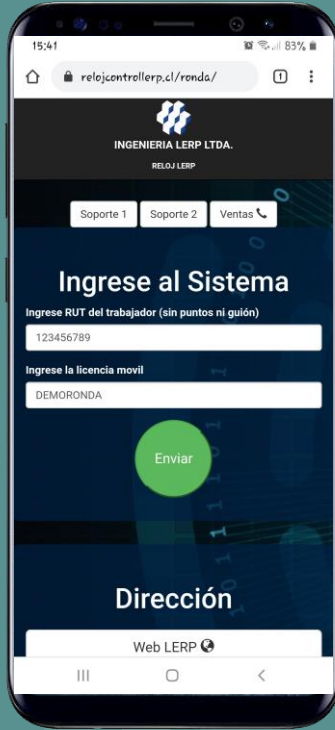 15:41
83%
relojcontrollerp.cl/ronda/
1
INGENIERIA LERP LTDA.
RELOJ LERP
Soporte 1 Soporte 2 Ventas
Ingrese al Sistema
Ingrese RUT del trabajador (sin puntos ni guión)
123456789
Ingrese la licencia movil
DEMORONDA
Enviar
Dirección
Web LERP